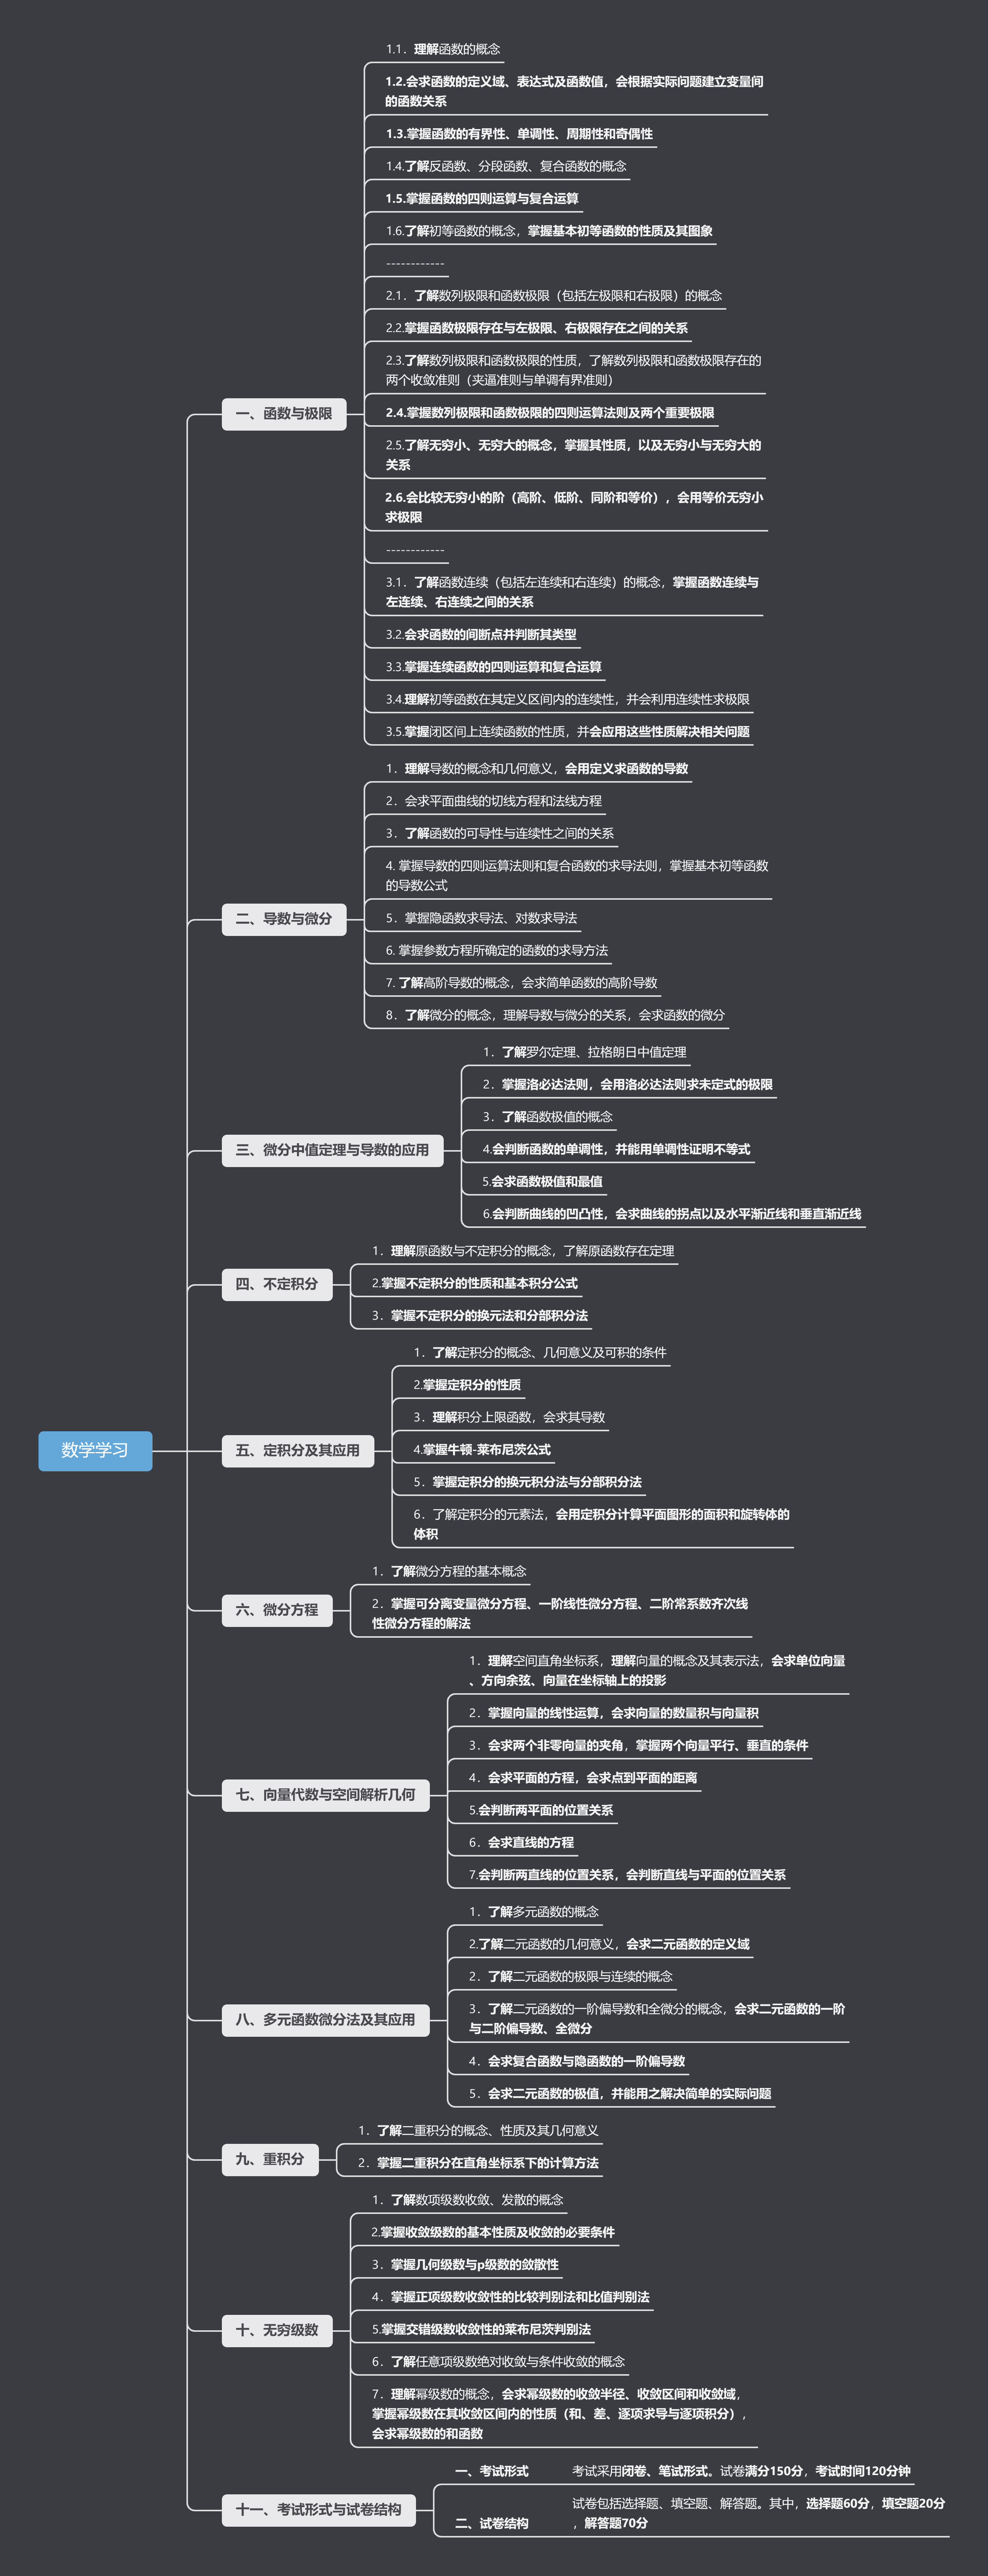 数学学习
一、函数与极限
1.1．理解函数的概念
1.2.会求函数的定义域、表达式及函数值，会根据实际问题建立变量间
的函数关系
1.3.掌握函数的有界性、单调性、周期性和奇偶性
1.4.了解反函数、分段函数、复合函数的概念
1.5.掌握函数的四则运算与复合运算
1.6.了解初等函数的概念，掌握基本初等函数的性质及其图象
------------
2.1．了解数列极限和函数极限（包括左极限和右极限）的概念
2.2.掌握函数极限存在与左极限、右极限存在之间的关系
2.3.了解数列极限和函数极限的性质，了解数列极限和函数极限存在的
两个收敛准则（夹逼准则与单调有界准则）
2.4.掌握数列极限和函数极限的四则运算法则及两个重要极限
2.5.了解无穷小、无穷大的概念，掌握其性质，以及无穷小与无穷大的
关系
2.6.会比较无穷小的阶（高阶、低阶、同阶和等价），会用等价无穷小
求极限
------------
3.1．了解函数连续（包括左连续和右连续）的概念，掌握函数连续与
左连续、右连续之间的关系
3.2.会求函数的间断点并判断其类型
3.3.掌握连续函数的四则运算和复合运算
3.4.理解初等函数在其定义区间内的连续性，并会利用连续性求极限
3.5.掌握闭区间上连续函数的性质，并会应用这些性质解决相关问题
二、导数与微分
1．理解导数的概念和几何意义，会用定义求函数的导数
2．会求平面曲线的切线方程和法线方程
3．了解函数的可导性与连续性之间的关系
4. 掌握导数的四则运算法则和复合函数的求导法则，掌握基本初等函数
的导数公式
5．掌握隐函数求导法、对数求导法
6. 掌握参数方程所确定的函数的求导方法
7. 了解高阶导数的概念，会求简单函数的高阶导数
8．了解微分的概念，理解导数与微分的关系，会求函数的微分
三、微分中值定理与导数的应用
1．了解罗尔定理、拉格朗日中值定理
2．掌握洛必达法则，会用洛必达法则求未定式的极限
3．了解函数极值的概念
4.会判断函数的单调性，并能用单调性证明不等式
5.会求函数极值和最值
6.会判断曲线的凹凸性，会求曲线的拐点以及水平渐近线和垂直渐近线
四、不定积分
1．理解原函数与不定积分的概念，了解原函数存在定理
2.掌握不定积分的性质和基本积分公式
3．掌握不定积分的换元法和分部积分法
五、定积分及其应用
1．了解定积分的概念、几何意义及可积的条件
2.掌握定积分的性质
3．理解积分上限函数，会求其导数
4.掌握牛顿-莱布尼茨公式
5．掌握定积分的换元积分法与分部积分法
6．了解定积分的元素法，会用定积分计算平面图形的面积和旋转体的
体积
六、微分方程
1．了解微分方程的基本概念
2．掌握可分离变量微分方程、一阶线性微分方程、二阶常系数齐次线
性微分方程的解法
七、向量代数与空间解析几何
1．理解空间直角坐标系，理解向量的概念及其表示法，会求单位向量
、方向余弦、向量在坐标轴上的投影
2．掌握向量的线性运算，会求向量的数量积与向量积
3．会求两个非零向量的夹角，掌握两个向量平行、垂直的条件
4．会求平面的方程，会求点到平面的距离
5.会判断两平面的位置关系
6．会求直线的方程
7.会判断两直线的位置关系，会判断直线与平面的位置关系
八、多元函数微分法及其应用
1．了解多元函数的概念
2.了解二元函数的几何意义，会求二元函数的定义域
2．了解二元函数的极限与连续的概念
3．了解二元函数的一阶偏导数和全微分的概念，会求二元函数的一阶
与二阶偏导数、全微分
4．会求复合函数与隐函数的一阶偏导数
5．会求二元函数的极值，并能用之解决简单的实际问题
九、重积分
1．了解二重积分的概念、性质及其几何意义
2．掌握二重积分在直角坐标系下的计算方法
十、无穷级数
1．了解数项级数收敛、发散的概念
2.掌握收敛级数的基本性质及收敛的必要条件
3．掌握几何级数与p级数的敛散性
4．掌握正项级数收敛性的比较判别法和比值判别法
5.掌握交错级数收敛性的莱布尼茨判别法
6．了解任意项级数绝对收敛与条件收敛的概念
7．理解幂级数的概念，会求幂级数的收敛半径、收敛区间和收敛域，
掌握幂级数在其收敛区间内的性质（和、差、逐项求导与逐项积分），
会求幂级数的和函数
十一、考试形式与试卷结构
一、考试形式
考试采用闭卷、笔试形式。试卷满分150分，考试时间120分钟
二、试卷结构
试卷包括选择题、填空题、解答题。其中，选择题60分，填空题20分
，解答题70分